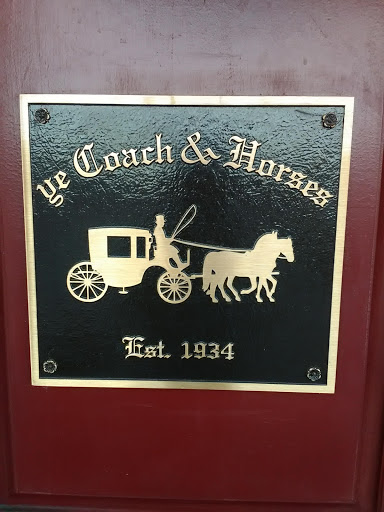 ye Coach & Horses
Est. 1934